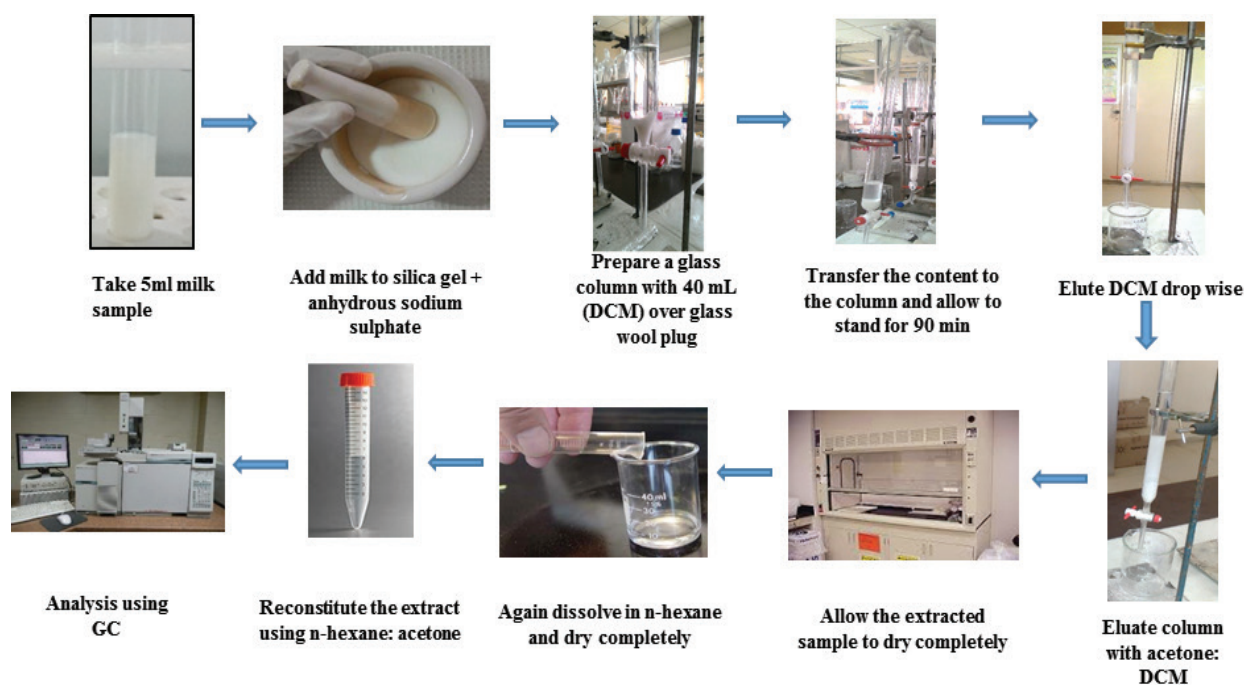 Take 5ml milk
sample
Add milk to silica gel +
anhydrous sodium
sulphate
Prepare a glass
column with 40 mL
(DCM) over glass
wool plug
Transfer the content to
the column and allow to
stand for 90 min
Elute DCM drop wise
Eluate column
with acetone:
DCM
Allow the extracted
sample to dry completely
40 ml
30
Again dissolve in n-hexane
and dry completely
Reconstitute the extract
using n-hexane: acetone
Analysis using
GC